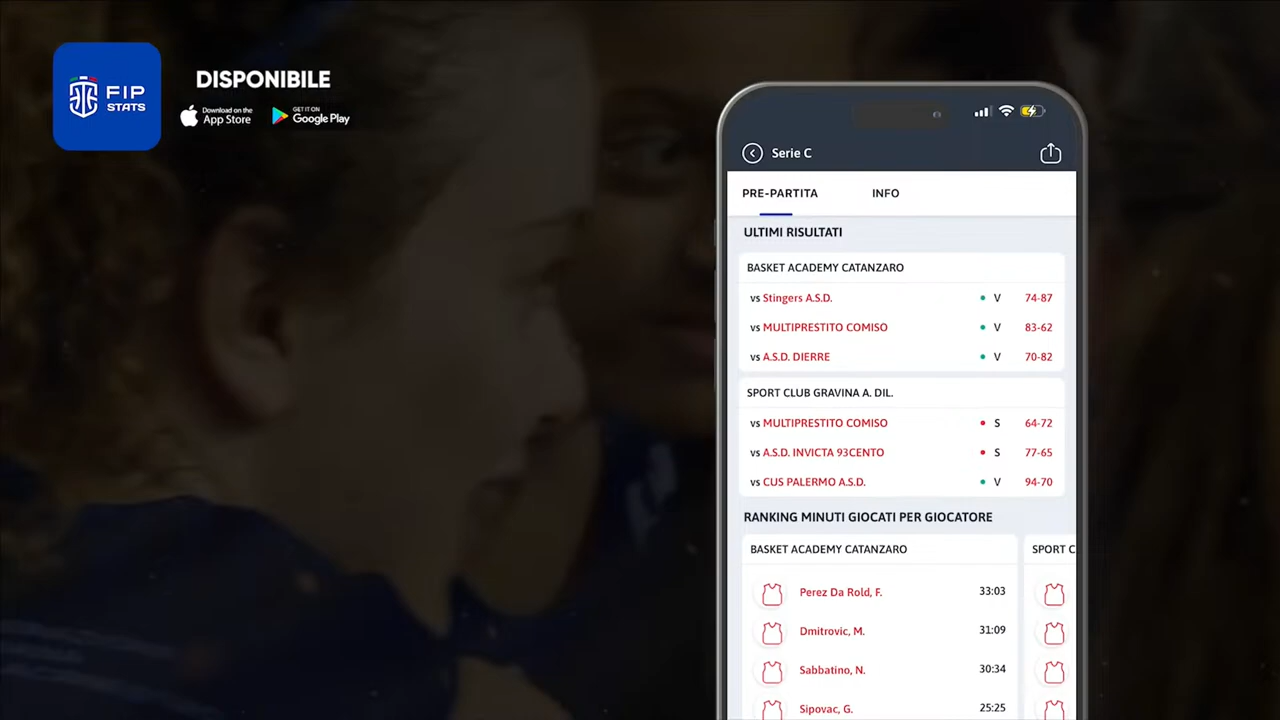 FIP
STATS
DISPONIBILE
Download on the
App Store
GET IT ON
Google Play
Serie C
PRE-PARTITA INFO
ULTIMI RISULTATI
BASKET ACADEMY CATANZARO
vs Stingers A.S.D. V 74-87
vs MULTIPRESTITO COMISO V 83-62
vs A.S.D. DIERRE V 70-82
SPORT CLUB GRAVINA A. DIL.
vs MULTIPRESTITO COMISO S 64-72
vs A.S.D. INVICTA 93CENTO S 77-65
vs CUS PALERMO A.S.D. V 94-70
RANKING MINUTI GIOCATI PER GIOCATORE
BASKET ACADEMY CATANZARO SPORT C
Perez Da Rold, F. 33:03
Dmitrovic, M. 31:09
Sabbatino, N. 30:34
Sipovac, G. 25:25